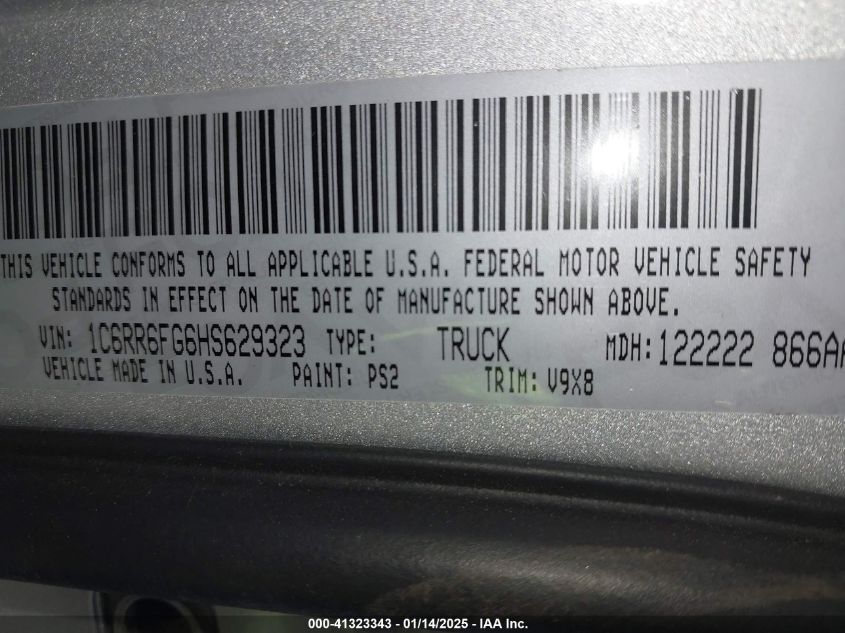 THIS VEHICLE CONFORMS TO ALL APPLICABLE U.S.A. FEDERAL MOTOR VEHICLE SAFETY
STANDARDS IN EFFECT ON THE DATE OF MANUFACTURE SHOWN ABOVE.
VIN: 1C6RR6FG6HS629323 TYPE: TRUCK MDH: 122222 866AA
VEHICLE MADE IN U.S.A. PAINT: PS2 TRIM: V9X8
000-41323343 - 01/14/2025 - IAA Inc.